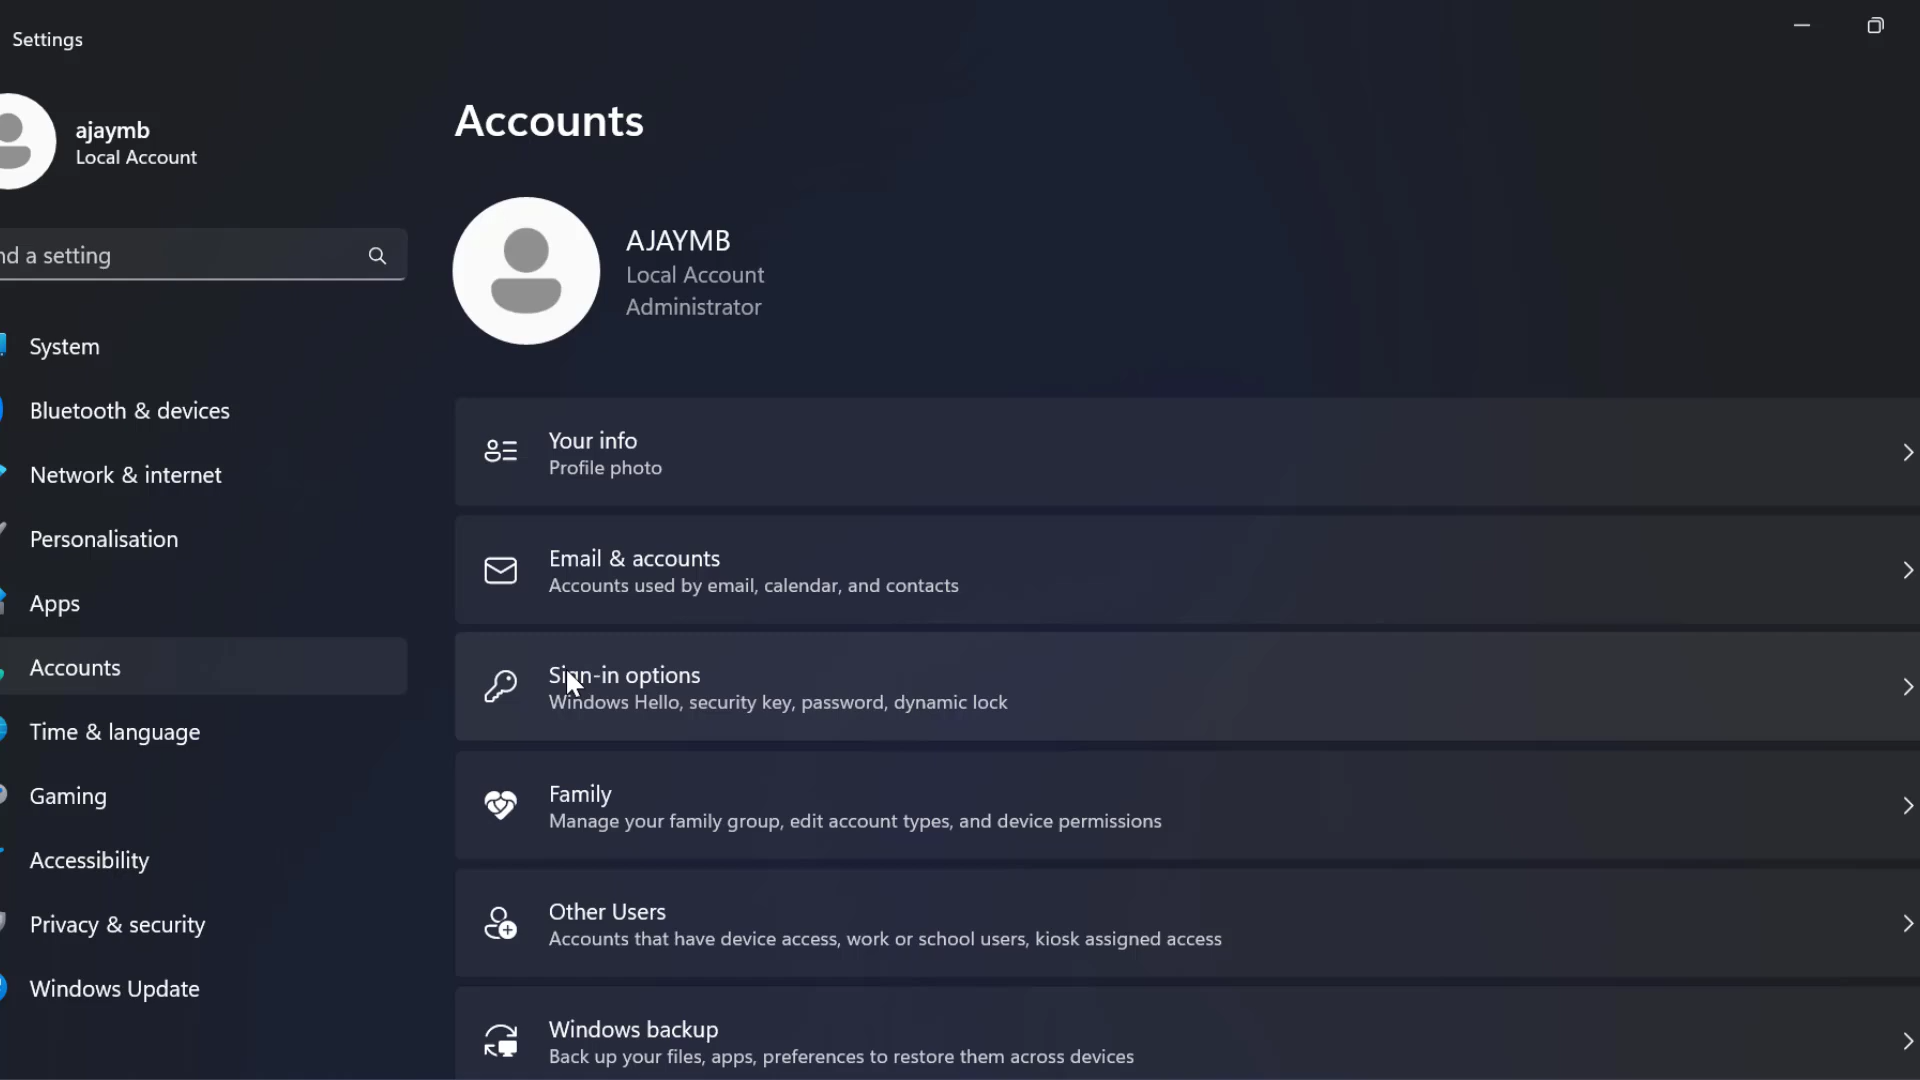 Settings
ajaymb
Local Account
nd a setting
System
Bluetooth & devices
Network & internet
Personalisation
Apps
Accounts
Time & language
Gaming
Accessibility
Privacy & security
Windows Update
Accounts
AJAYMB
Local Account
Administrator
Your info
Profile photo
Email & accounts
Accounts used by email, calendar, and contacts
Sign-in options
Windows Hello, security key, password, dynamic lock
Family
Manage your family group, edit account types, and device permissions
Other Users
Accounts that have device access, work or school users, kiosk assigned access
Windows backup
Back up your files, apps, preferences to restore them across devices